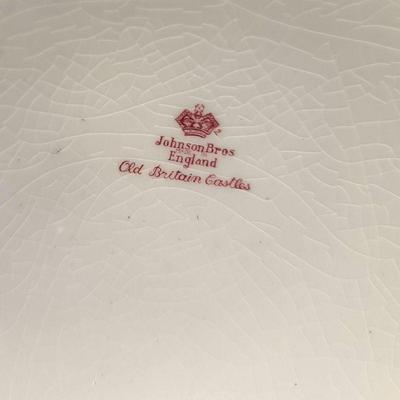 Johnson Bros
England
Old Britain Castles